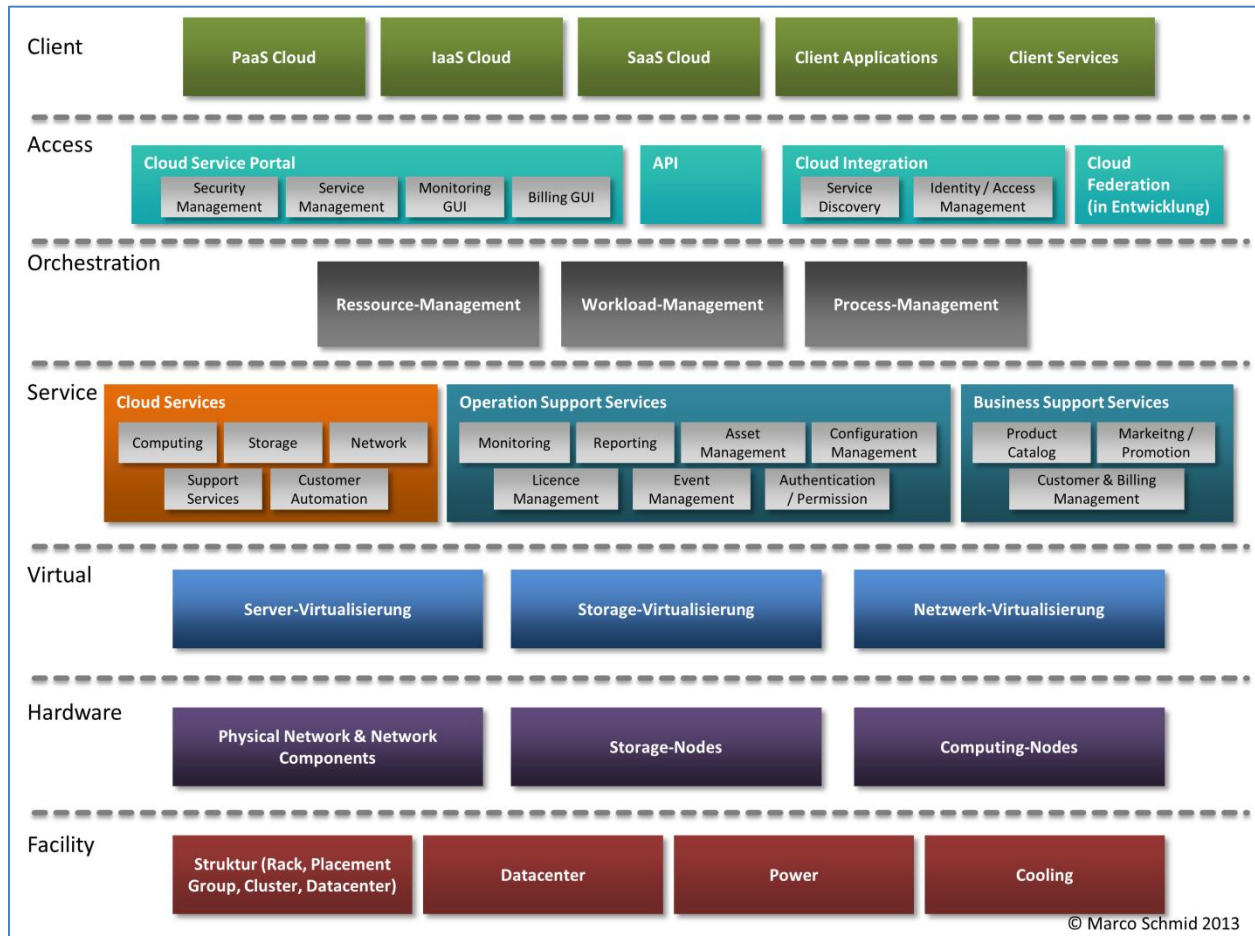 Client
PaaS Cloud
IaaS Cloud
SaaS Cloud
Client Applications
Client Services
Access
Cloud Service Portal
Security
Management
Service
Management
Monitoring
GUI
Billing GUI
API
Cloud Integration
Service
Discovery
Identity / Access
Management
Cloud
Federation
(in Entwicklung)
Orchestration
Ressource-Management
Workload-Management
Process-Management
Service
Cloud Services
Computing
Storage
Network
Support
Services
Customer
Automation
Operation Support Services
Monitoring
Reporting
Asset
Management
Configuration
Management
Licence
Management
Event
Management
Authentication
/ Permission
Business Support Services
Product
Catalog
Markeitng /
Promotion
Customer & Billing
Management
Virtual
Server-Virtualisierung
Storage-Virtualisierung
Netzwerk-Virtualisierung
Hardware
Physical Network & Network
Components
Storage-Nodes
Computing-Nodes
Facility
Struktur (Rack, Placement
Group, Cluster, Datacenter)
Datacenter
Power
Cooling
© Marco Schmid 2013